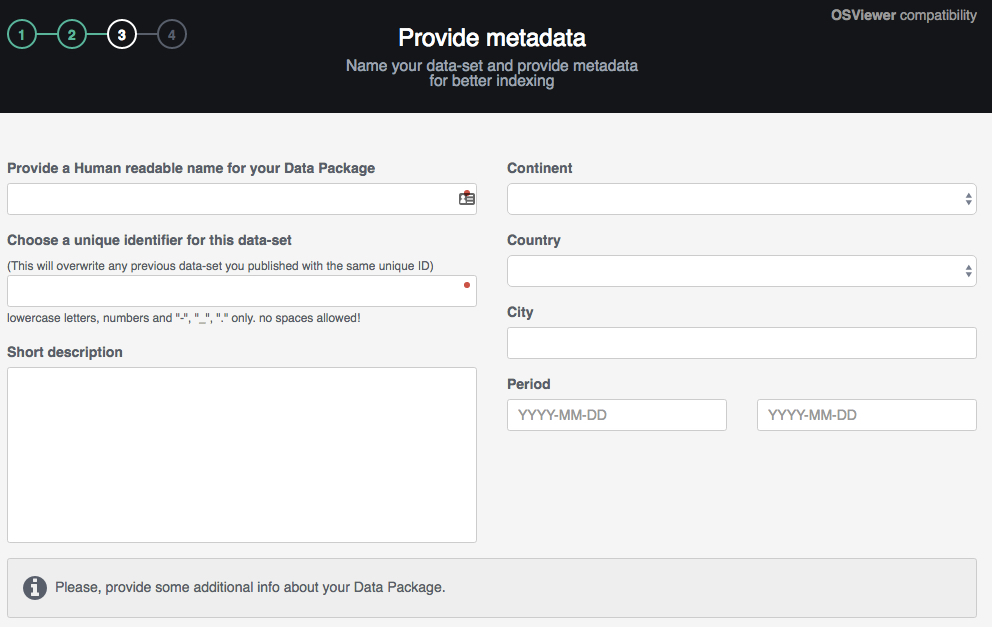 1 2 3 4
OSViewer compatibility
Provide metadata
Name your data-set and provide metadata
for better indexing
Provide a Human readable name for your Data Package
Choose a unique identifier for this data-set
(This will overwrite any previous data-set you published with the same unique ID)
lowercase letters, numbers and "-", "_", "." only. no spaces allowed!
Short description
Continent
Country
City
Period
YYYY-MM-DD YYYY-MM-DD
Please, provide some additional info about your Data Package.